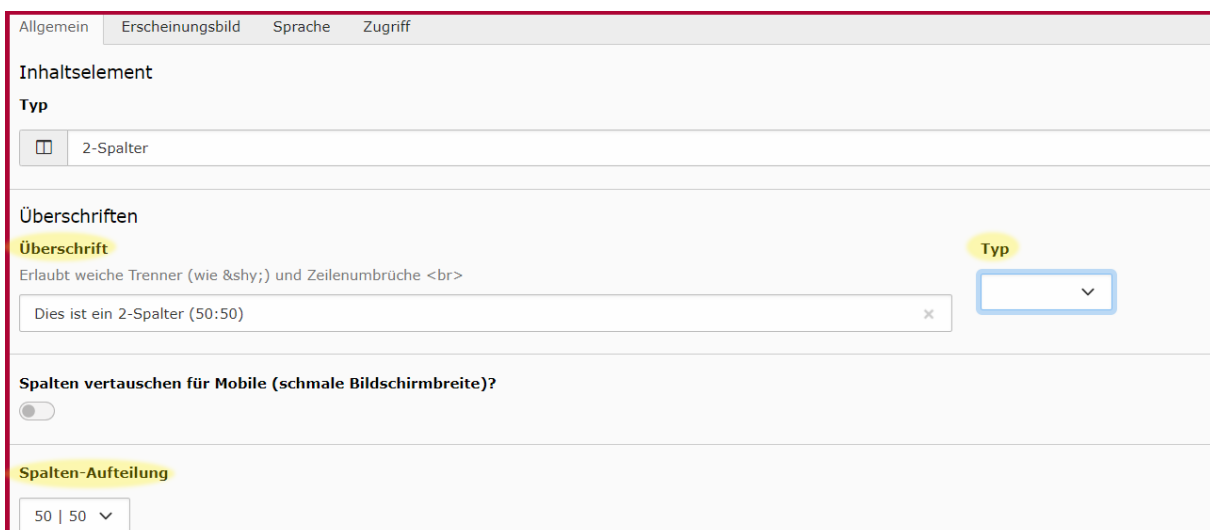 Allgemein Erscheinungsbild Sprache Zugriff
Inhaltselement
Typ
2-Spalter
Überschriften
Überschrift Typ
Erlaubt weiche Trenner (wie &shy;) und Zeilenumbrüche <br>
Dies ist ein 2-Spalter (50:50)
Spalten vertauschen für Mobile (schmale Bildschirmbreite)?
Spalten-Aufteilung
50 | 50